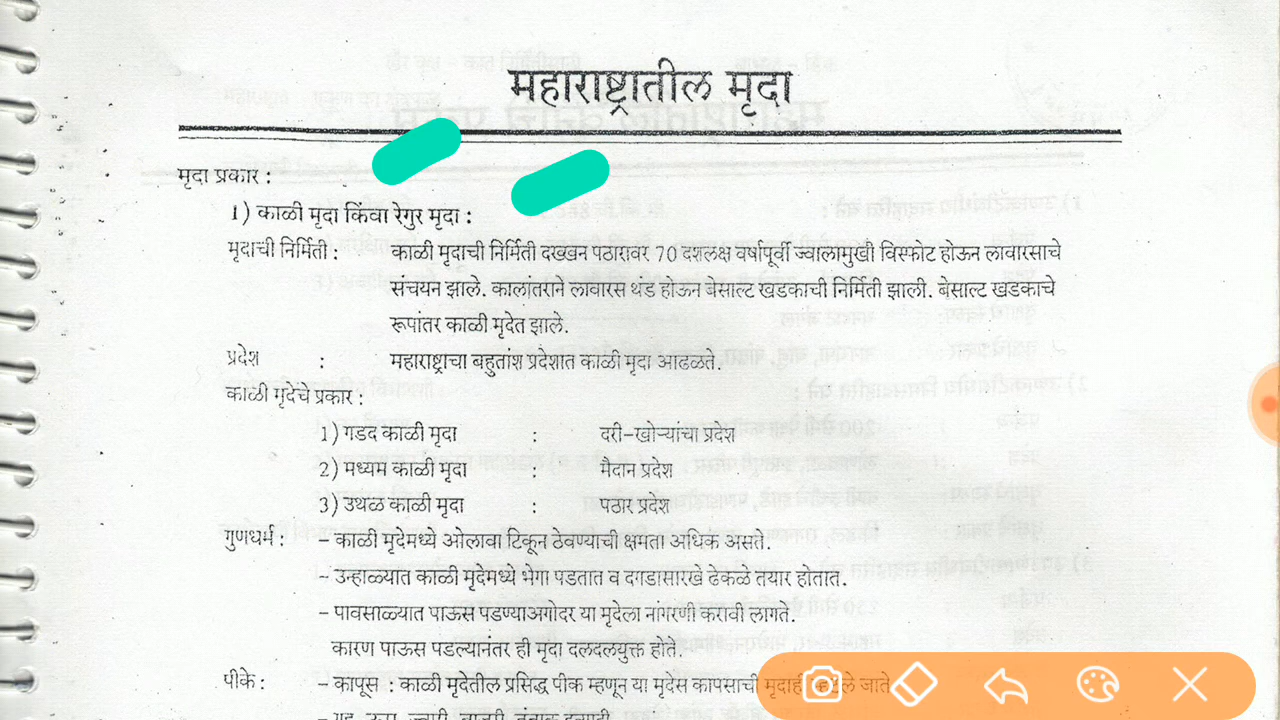 महाराष्ट्रातील मृदा
मृदा प्रकार :
1) काळी मृदा किंवा रेगुर मृदा :
मृदाची निर्मिती : काळी मृदाची निर्मिती दख्खन पठारावर 70 दशलक्ष वर्षापूर्वी ज्वालामुखी विस्फोट होऊन लावारसाचे
संचयन झाले. कालांतराने लावारस थंड होऊन बेसाल्ट खडकाची निर्मिती झाली. बेसाल्ट खडकाचे
रूपांतर काळी मृदेत झाले.
प्रदेश : महाराष्ट्राचा बहुतांश प्रदेशात काळी मृदा आढळते.
काळी मृदेचे प्रकार :
1) गडद काळी मृदा : दरी-खोऱ्यांचा प्रदेश
2) मध्यम काळी मृदा : मैदान प्रदेश
3) उथळ काळी मृदा : पठार प्रदेश
गुणधर्म : - काळी मृदेमध्ये ओलावा टिकून ठेवण्याची क्षमता अधिक असते.
- उन्हाळ्यात काळी मृदेमध्ये भेगा पडतात व दगडासारखे ढेकळे तयार होतात.
- पावसाळ्यात पाऊस पडण्याअगोदर या मृदेला नांगरणी करावी लागते.
कारण पाऊस पडल्यानंतर ही मृदा दलदलयुक्त होते.
पीके : - कापूस : काळी मृदेतील प्रसिद्ध पीक म्हणून या मृदेस कापसाची जाते